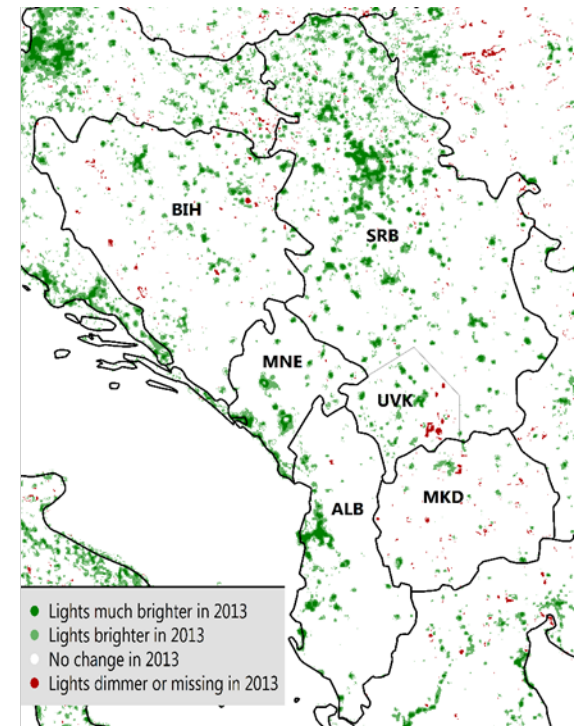 BIH
SRB
MNE
UVK
ALB
MKD
Lights much brighter in 2013
Lights brighter in 2013
No change in 2013
Lights dimmer or missing in 2013